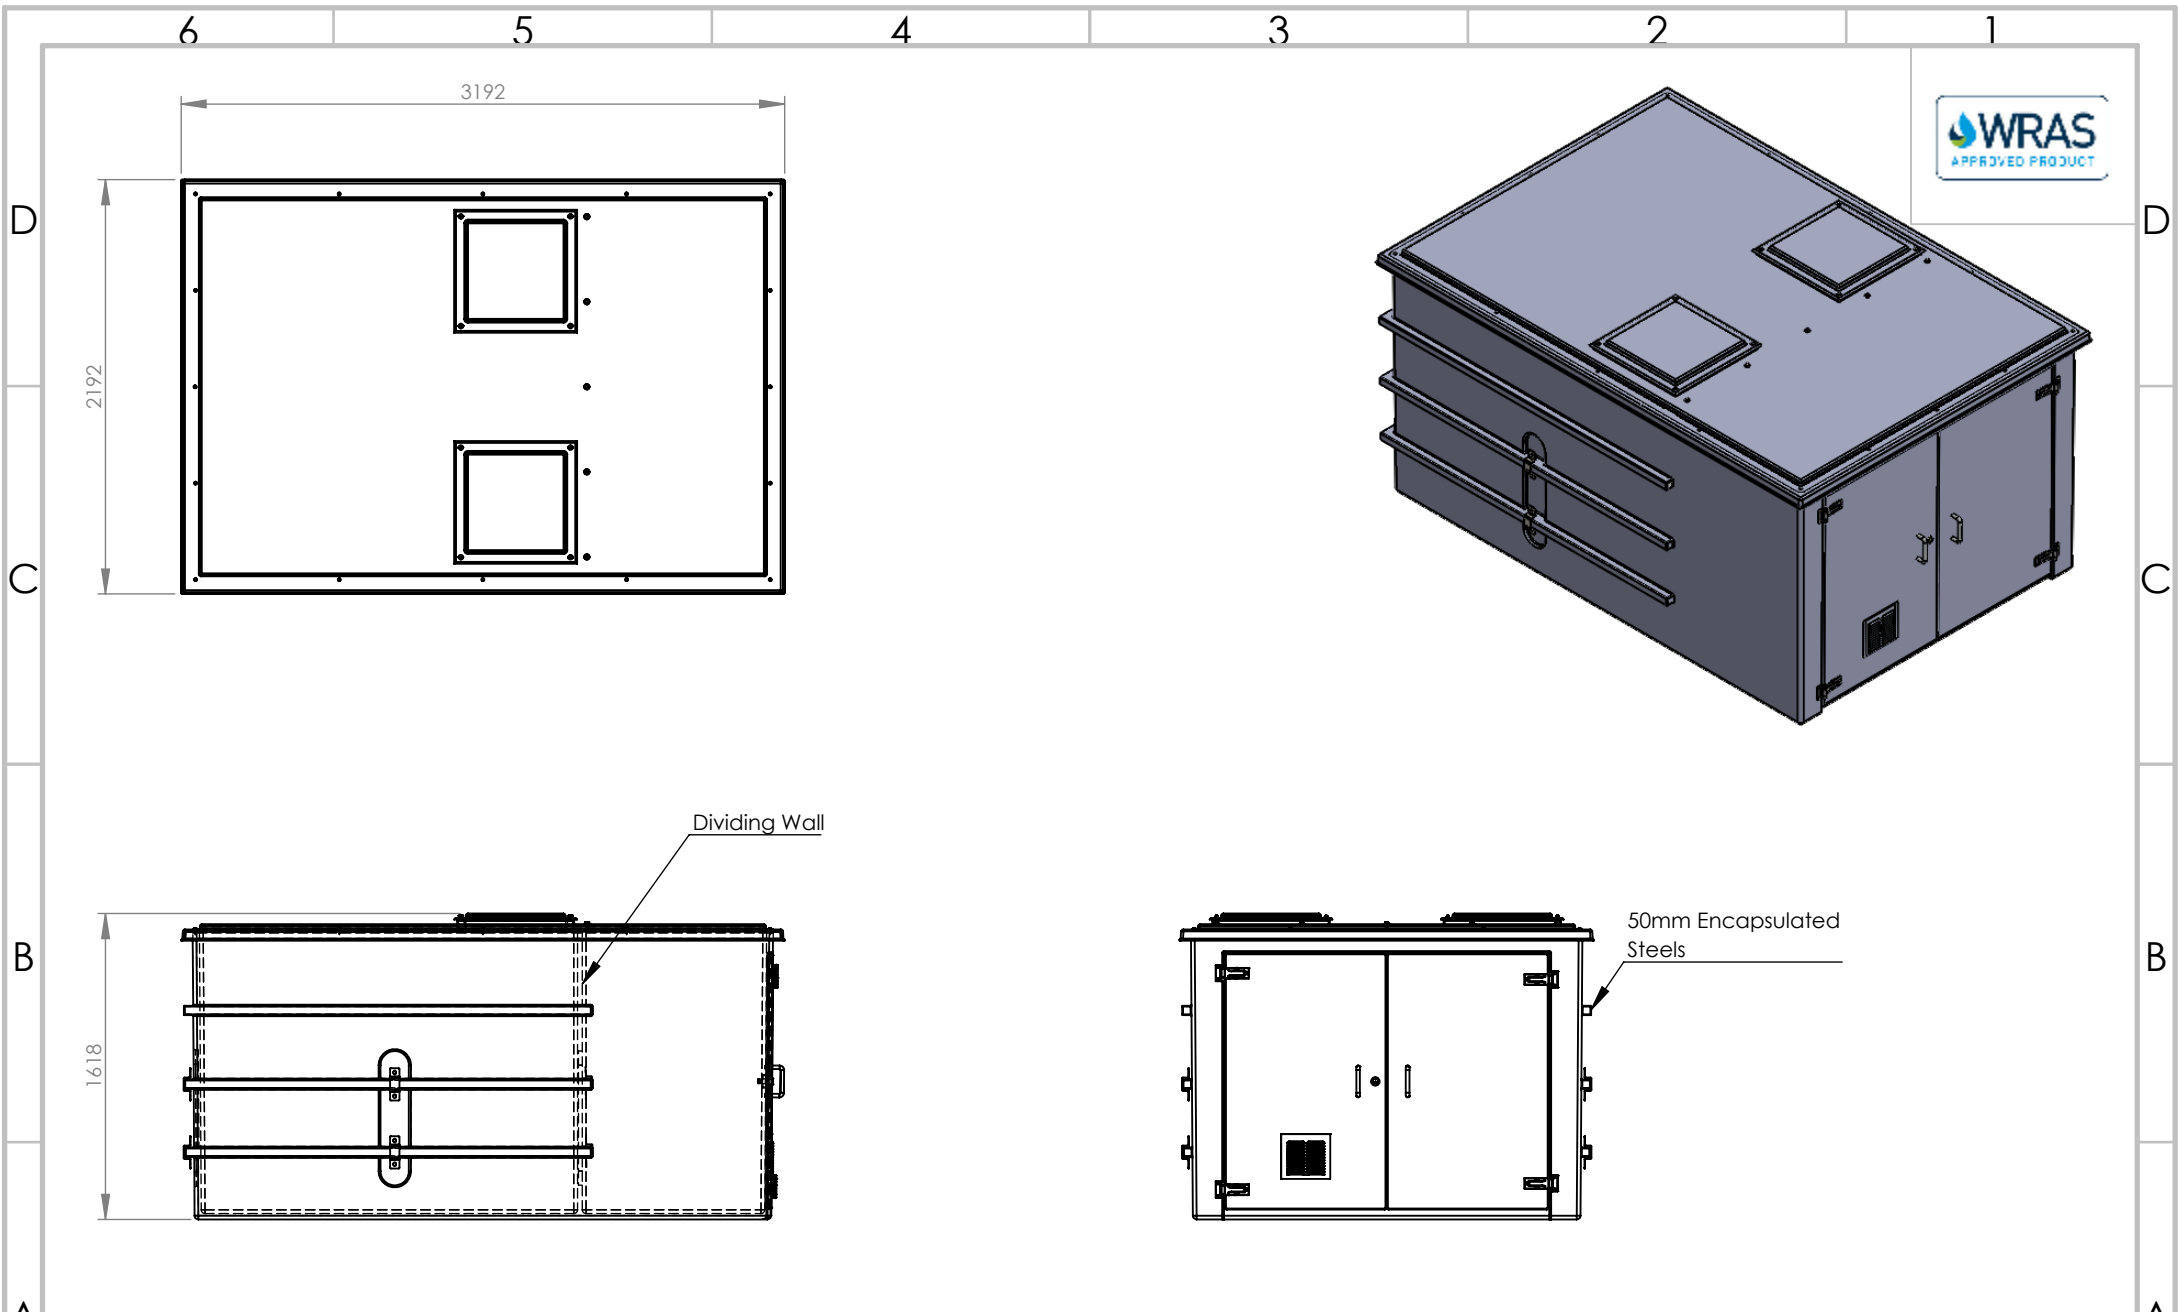 6 5 4 3 2 1
3192
WRAS
APPROVED PRODUCT
D D
2192
C C
Dividing Wall
50mm Encapsulated
Steels
B B
1618
A A